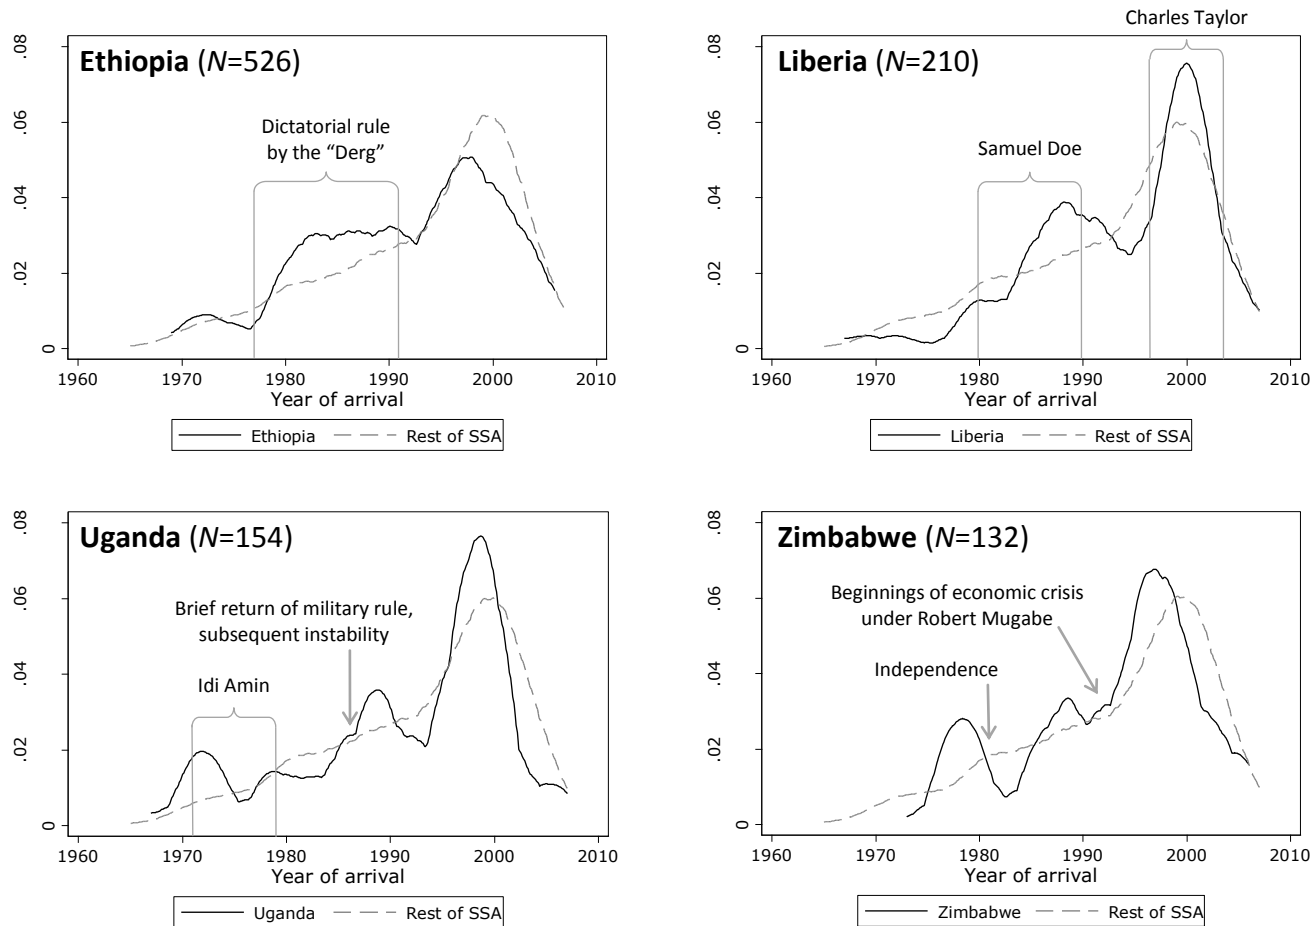 Ethiopia (N=526)
Dictatorial rule
by the “Derg”
.08
.06
.04
.02
0
1960 1970 1980 1990 2000 2010
Year of arrival
Ethiopia Rest of SSA
Charles Taylor
Liberia (N=210)
Samuel Doe
.08
.06
.04
.02
0
1960 1970 1980 1990 2000 2010
Year of arrival
Liberia Rest of SSA
Uganda (N=154)
Brief return of military rule,
subsequent instability
Idi Amin
.08
.06
.04
.02
0
1960 1970 1980 1990 2000 2010
Year of arrival
Uganda Rest of SSA
Zimbabwe (N=132)
Beginnings of economic crisis
under Robert Mugabe
Independence
.08
.06
.04
.02
0
1960 1970 1980 1990 2000 2010
Year of arrival
Zimbabwe Rest of SSA